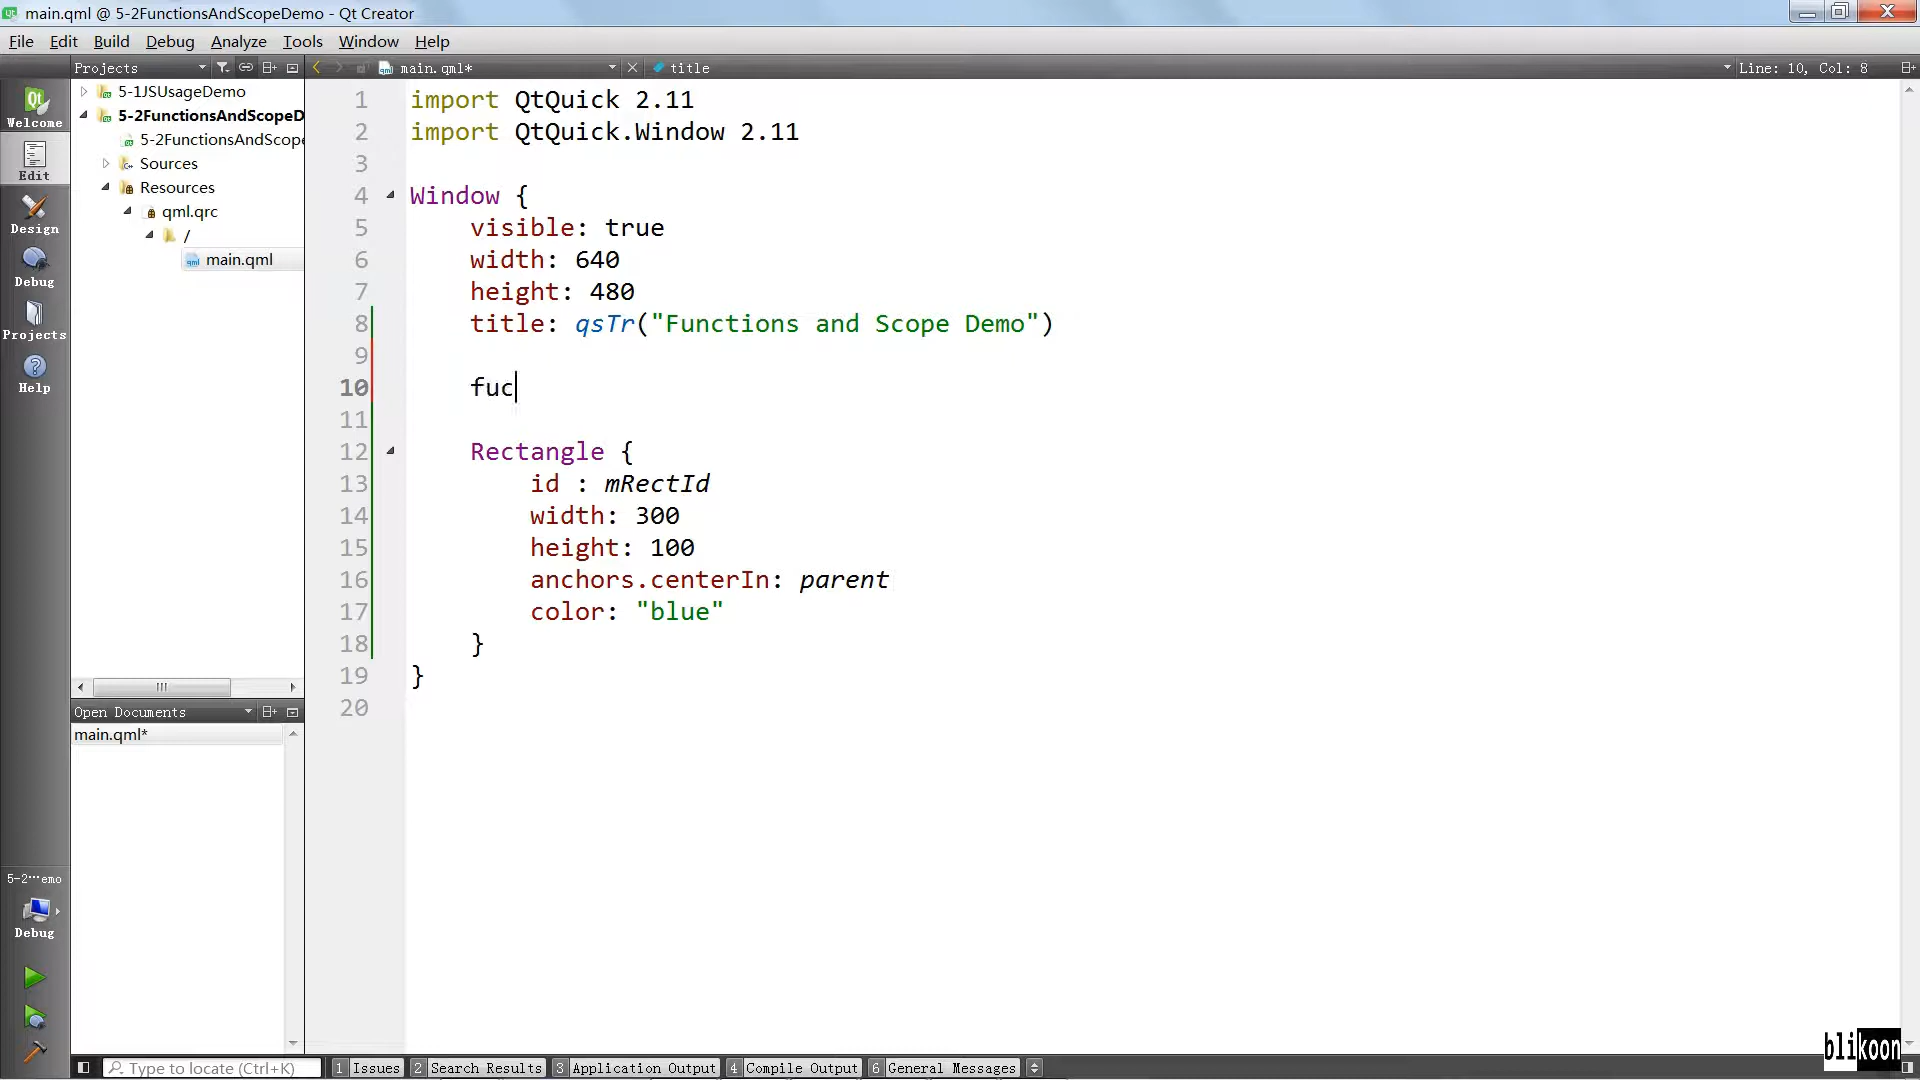 main.qml @ 5-2FunctionsAndScopeDemo - Qt Creator
File Edit Build Debug Analyze Tools Window Help
Projects main.qml* title Line: 10, Col: 8
Welcome
Edit
Design
Debug
Projects
Help
5-2···emo
Debug
5-1JSUsageDemo
5-2FunctionsAndScopeD
5-2FunctionsAndScope
Sources
Resources
qml.qrc
/
main.qml
Open Documents
main.qml*
1 import QtQuick 2.11
2 import QtQuick.Window 2.11
3
4 Window {
5 visible: true
6 width: 640
7 height: 480
8 title: qsTr("Functions and Scope Demo")
9
10 fuc
11
12 Rectangle {
13 id : mRectId
14 width: 300
15 height: 100
16 anchors.centerIn: parent
17 color: "blue"
18 }
19 }
20
Type to locate (Ctrl+K) 1 Issues 2 Search Results 3 Application Output 4 Compile Output 6 General Messages
blikoon